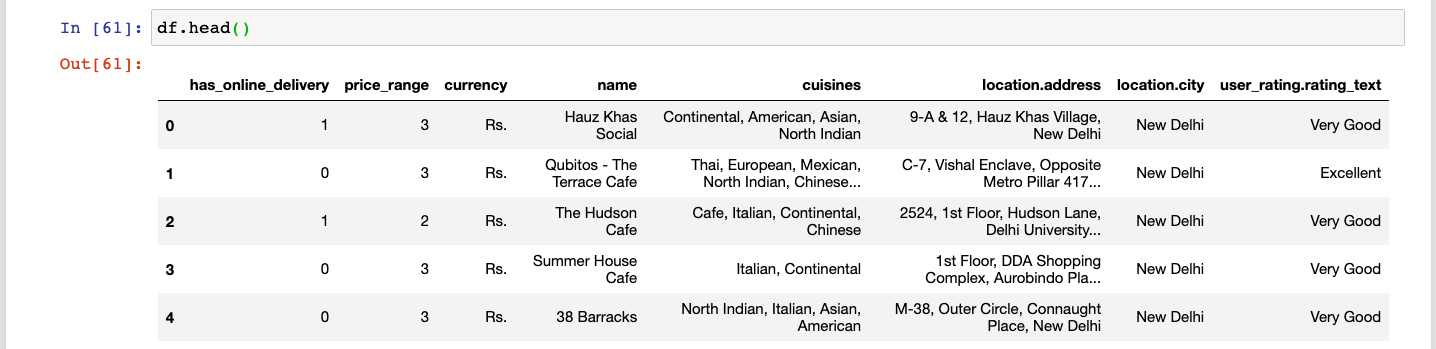 In [61]: df.head()
Out[61]:
has_online_delivery price_range currency name cuisines location.address location.city user_rating.rating_text
0 1 3 Rs. Hauz Khas Social Continental, American, Asian, North Indian 9-A & 12, Hauz Khas Village, New Delhi New Delhi Very Good
1 0 3 Rs. Qubitos - The Terrace Cafe Thai, European, Mexican, North Indian, Chinese... C-7, Vishal Enclave, Opposite Metro Pillar 417... New Delhi Excellent
2 1 2 Rs. The Hudson Cafe Cafe, Italian, Continental, Chinese 2524, 1st Floor, Hudson Lane, Delhi University... New Delhi Very Good
3 0 3 Rs. Summer House Cafe Italian, Continental 1st Floor, DDA Shopping Complex, Aurobindo Pla... New Delhi Very Good
4 0 3 Rs. 38 Barracks North Indian, Italian, Asian, American M-38, Outer Circle, Connaught Place, New Delhi New Delhi Very Good